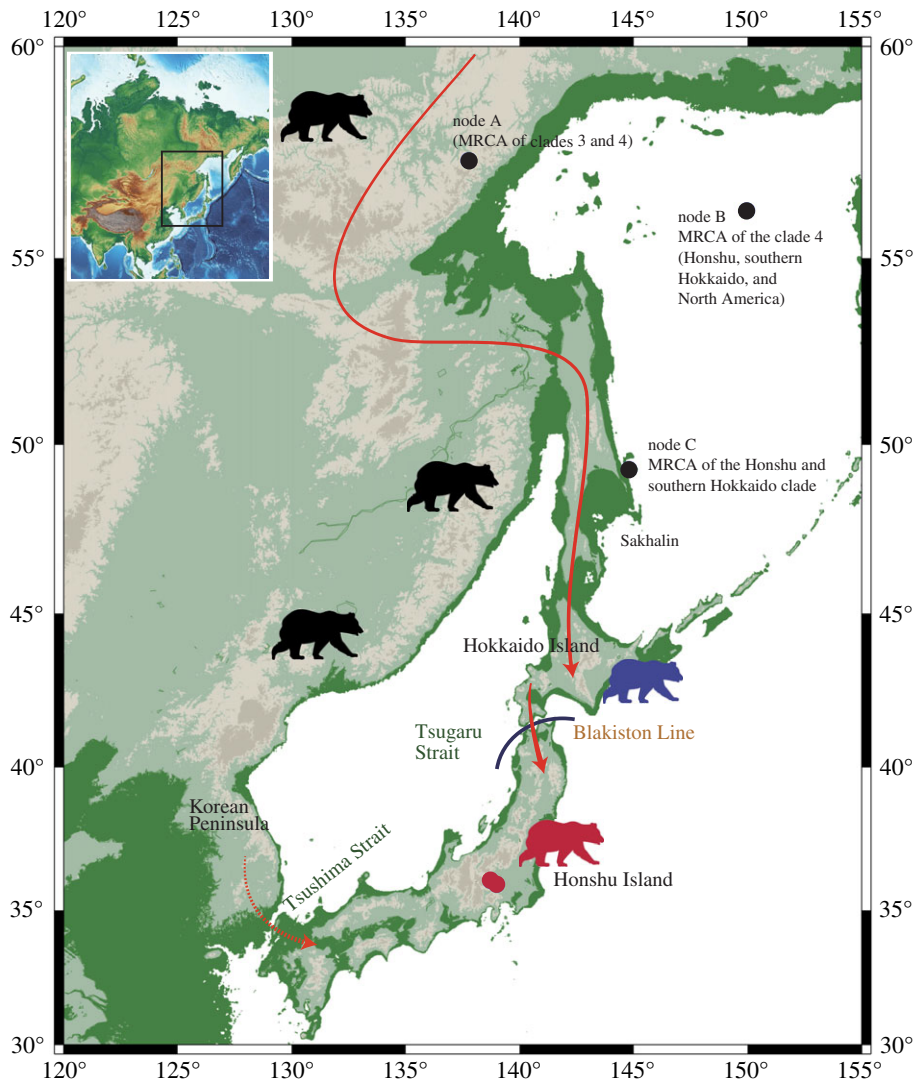 120° 125° 130° 135° 140° 145° 150° 155°
60° 60°
node A
(MRCA of clades 3 and 4)
node B
MRCA of the clade 4
(Honshu, southern
Hokkaido, and
North America)
55° 55°
50° 50°
node C
MRCA of the Honshu and
southern Hokkaido clade
Sakhalin
45° 45°
Hokkaido Island
Tsugaru
Strait
Blakiston Line
40° 40°
Korean
Peninsula
Tsushima Strait
Honshu Island
35° 35°
30° 30°
120° 125° 130° 135° 140° 145° 150° 155°